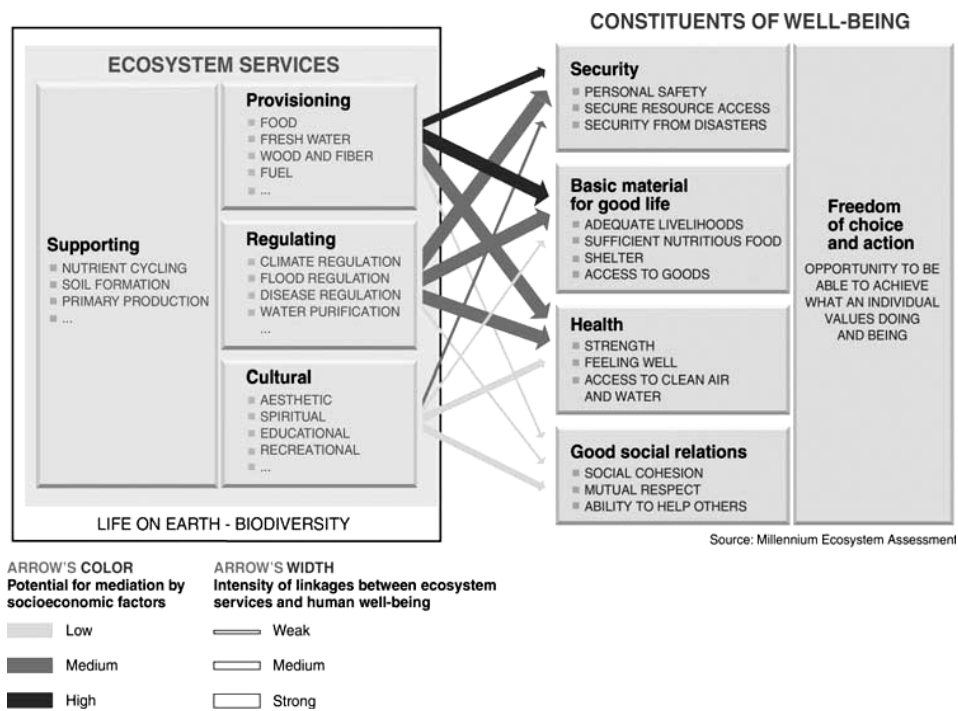 CONSTITUENTS OF WELL-BEING
ECOSYSTEM SERVICES
Supporting
NUTRIENT CYCLING
SOIL FORMATION
PRIMARY PRODUCTION
...
Provisioning
FOOD
FRESH WATER
WOOD AND FIBER
FUEL
...
Regulating
CLIMATE REGULATION
FLOOD REGULATION
DISEASE REGULATION
WATER PURIFICATION
...
Cultural
AESTHETIC
SPIRITUAL
EDUCATIONAL
RECREATIONAL
...
LIFE ON EARTH - BIODIVERSITY
Security
PERSONAL SAFETY
SECURE RESOURCE ACCESS
SECURITY FROM DISASTERS
Basic material
for good life
ADEQUATE LIVELIHOODS
SUFFICIENT NUTRITIOUS FOOD
SHELTER
ACCESS TO GOODS
Health
STRENGTH
FEELING WELL
ACCESS TO CLEAN AIR
AND WATER
Good social relations
SOCIAL COHESION
MUTUAL RESPECT
ABILITY TO HELP OTHERS
Freedom
of choice
and action
OPPORTUNITY TO BE
ABLE TO ACHIEVE
WHAT AN INDIVIDUAL
VALUES DOING
AND BEING
Source: Millennium Ecosystem Assessment
ARROW'S COLOR
Potential for mediation by
socioeconomic factors
Low
Medium
High
ARROW'S WIDTH
Intensity of linkages between ecosystem
services and human well-being
Weak
Medium
Strong